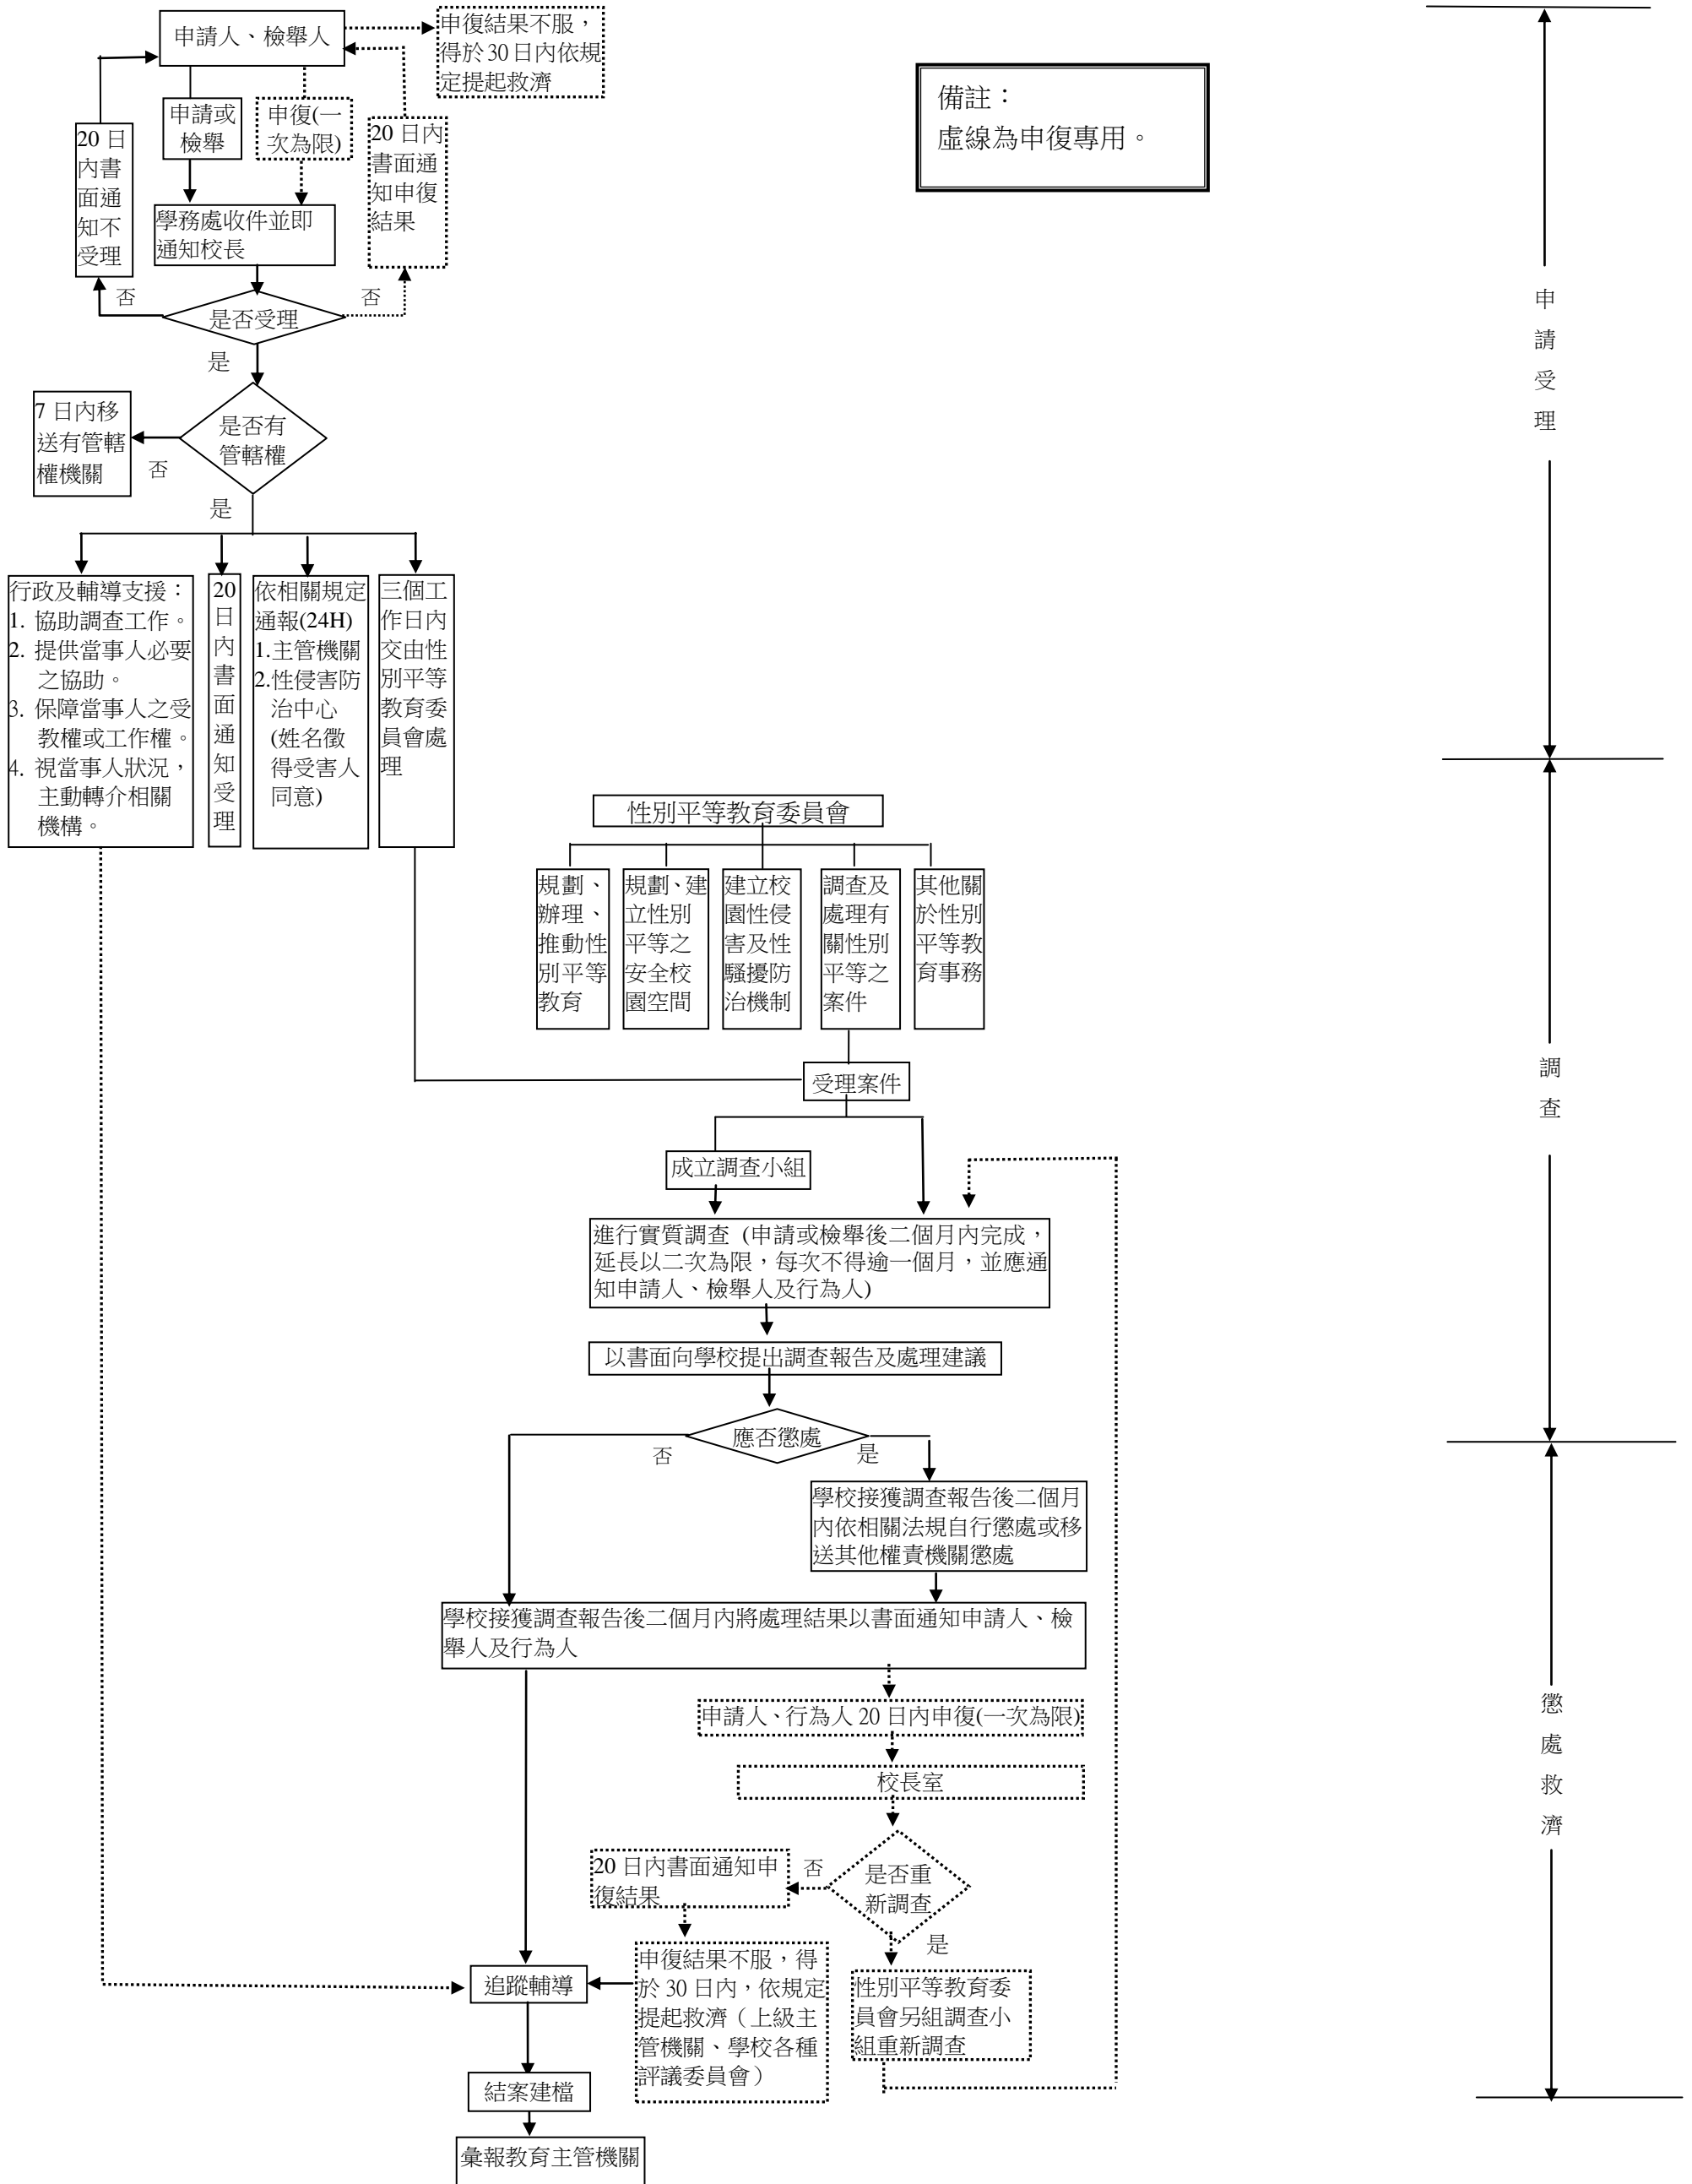 申請人、檢舉人
申復結果不服，
得於 30 日內依規
定提起救濟
備註：
虛線為申復專用。
申請或
檢舉
申復(一
次為限)
20 日
內書
面通
知不
受理
20 日內
書面通
知申復
結果
學務處收件並即
通知校長
否
否
是否受理
是
7 日內移
送有管轄
權機關
是否有
管轄權
否
是
行政及輔導支援：
1. 協助調查工作。
2. 提供當事人必要
之協助。
3. 保障當事人之受
教權或工作權。
4. 視當事人狀況，
主動轉介相關
機構。
20
日
內
書
面
通
知
受
理
依相關規定
通報(24H)
1.主管機關
2.性侵害防
治中心
(姓名徵
得受害人
同意)
三個工
作日內
交由性
別平等
教育委
員會處
理
申
請
受
理
性別平等教育委員會
規劃、
辦理、
推動性
別平等
教育
規劃、建
立性別
平等之
安全校
園空間
建立校
園性侵
害及性
騷擾防
治機制
調查及
處理有
關性別
平等之
案件
其他關
於性別
平等教
育事務
受理案件
調
查
成立調查小組
進行實質調查 (申請或檢舉後二個月內完成，
延長以二次為限，每次不得逾一個月，並應通
知申請人、檢舉人及行為人)
以書面向學校提出調查報告及處理建議
應否懲處
否
是
學校接獲調查報告後二個月
內依相關法規自行懲處或移
送其他權責機關懲處
學校接獲調查報告後二個月內將處理結果以書面通知申請人、檢
舉人及行為人
申請人、行為人 20 日內申復(一次為限)
校長室
是否重
新調查
否
20 日內書面通知申
復結果
是
懲
處
救
濟
追蹤輔導
申復結果不服，得
於 30 日內，依規定
提起救濟（上級主
管機關、學校各種
評議委員會）
性別平等教育委
員會另組調查小
組重新調查
結案建檔
彙報教育主管機關